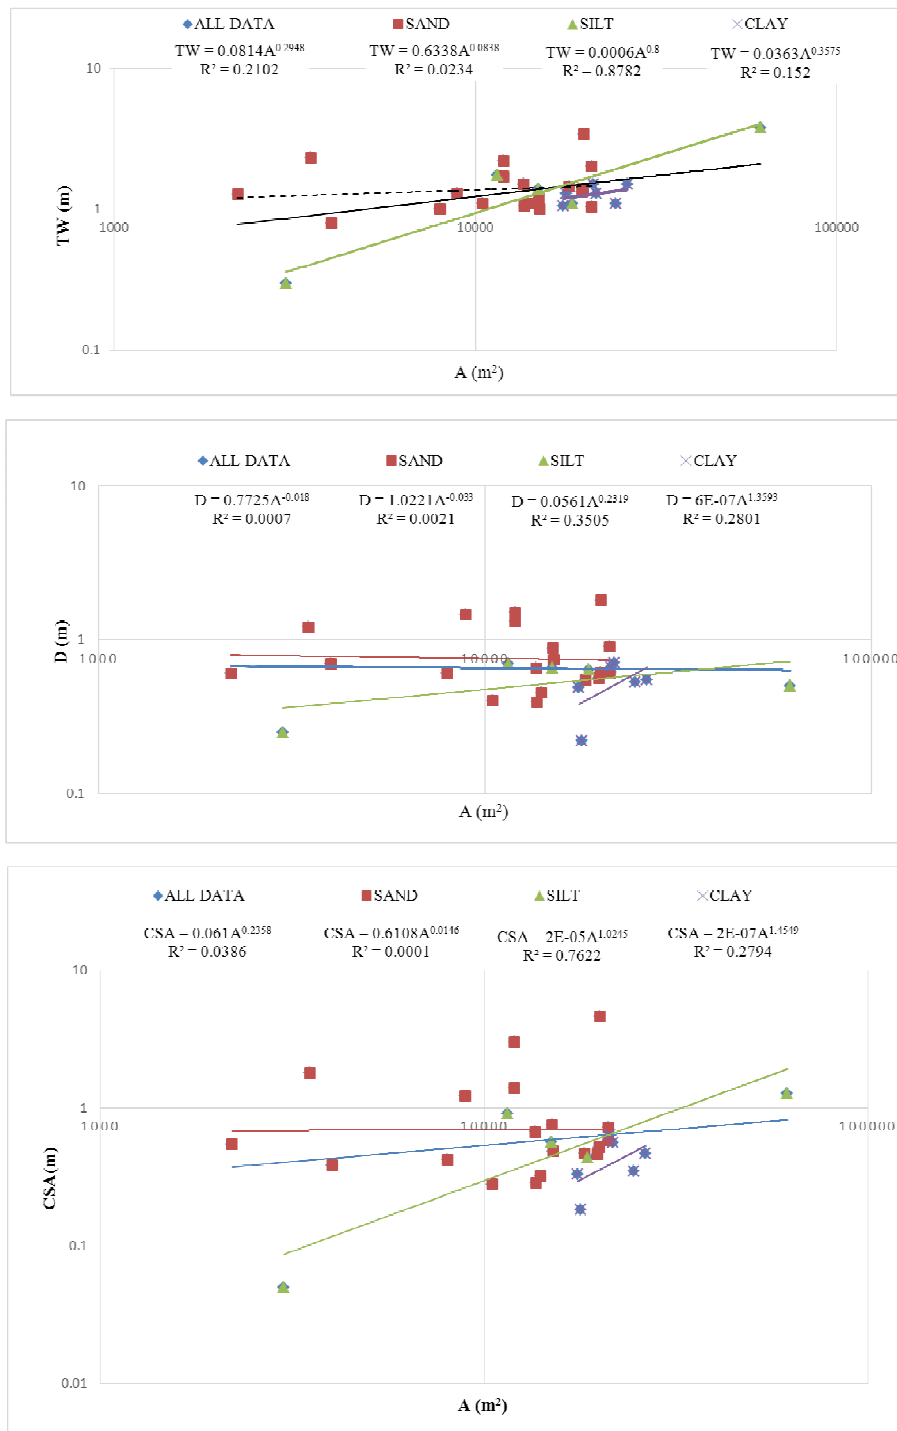 ALL DATA SAND SILT CLAY
TW = 0.0814A^0.2948 TW = 0.6338A^0.0838 TW = 0.0006A^0.8 TW = 0.0363A^0.3575
R² = 0.2102 R² = 0.0234 R² = 0.8782 R² = 0.152
10
1
0.1
1000 10000 100000
TW (m)
A (m²)
ALL DATA SAND SILT CLAY
D = 0.7725A^-0.018 D = 1.0221A^-0.033 D = 0.0561A^0.2319 D = 6E-07A^1.3593
R² = 0.0007 R² = 0.0021 R² = 0.3505 R² = 0.2801
10
1
0.1
1000 10000 100000
D (m)
A (m²)
ALL DATA SAND SILT CLAY
CSA = 0.061A^0.2358 CSA = 0.6108A^0.0146 CSA = 2E-05A^1.0245 CSA = 2E-07A^1.4549
R² = 0.0386 R² = 0.0001 R² = 0.7622 R² = 0.2794
10
1
0.1
0.01
1000 10000 100000
CSA(m)
A (m²)